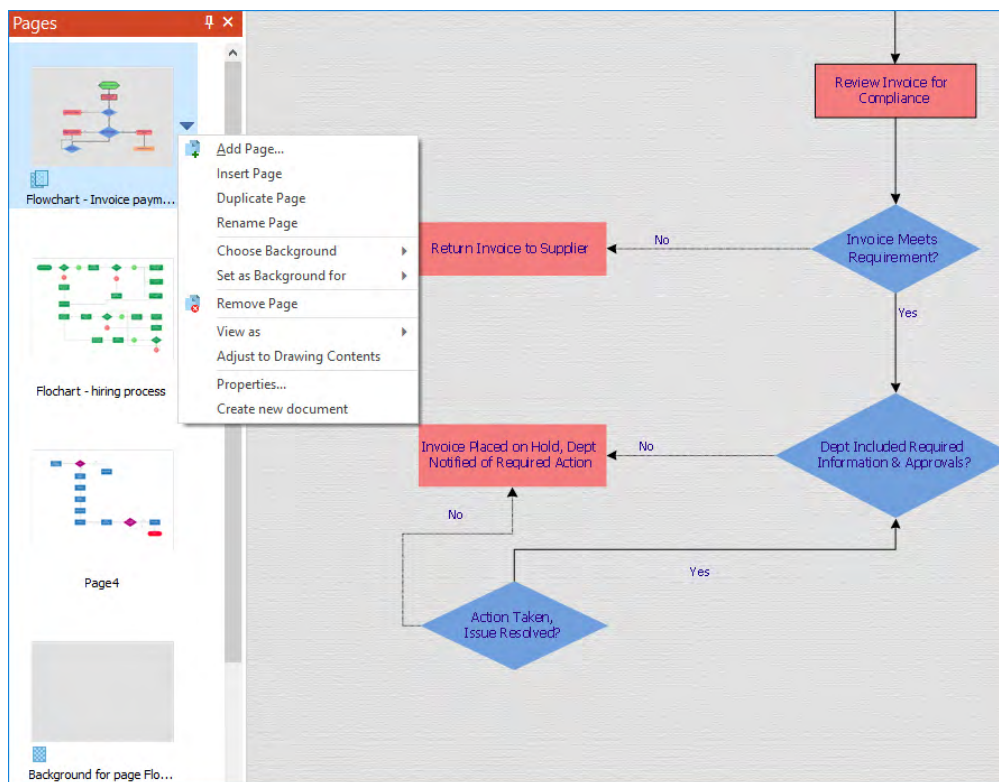 Pages
Flowchart - Invoice paym...
Flochart - hiring process
Page4
Background for page Flo...
Add Page...
Insert Page
Duplicate Page
Rename Page
Choose Background
Set as Background for
Remove Page
View as
Adjust to Drawing Contents
Properties...
Create new document
Review Invoice for
Compliance
Invoice Meets
Requirement?
No
Return Invoice to Supplier
Yes
Dept Included Required
Information & Approvals?
No
Invoice Placed on Hold, Dept
Notified of Required Action
No
Yes
Action Taken,
Issue Resolved?